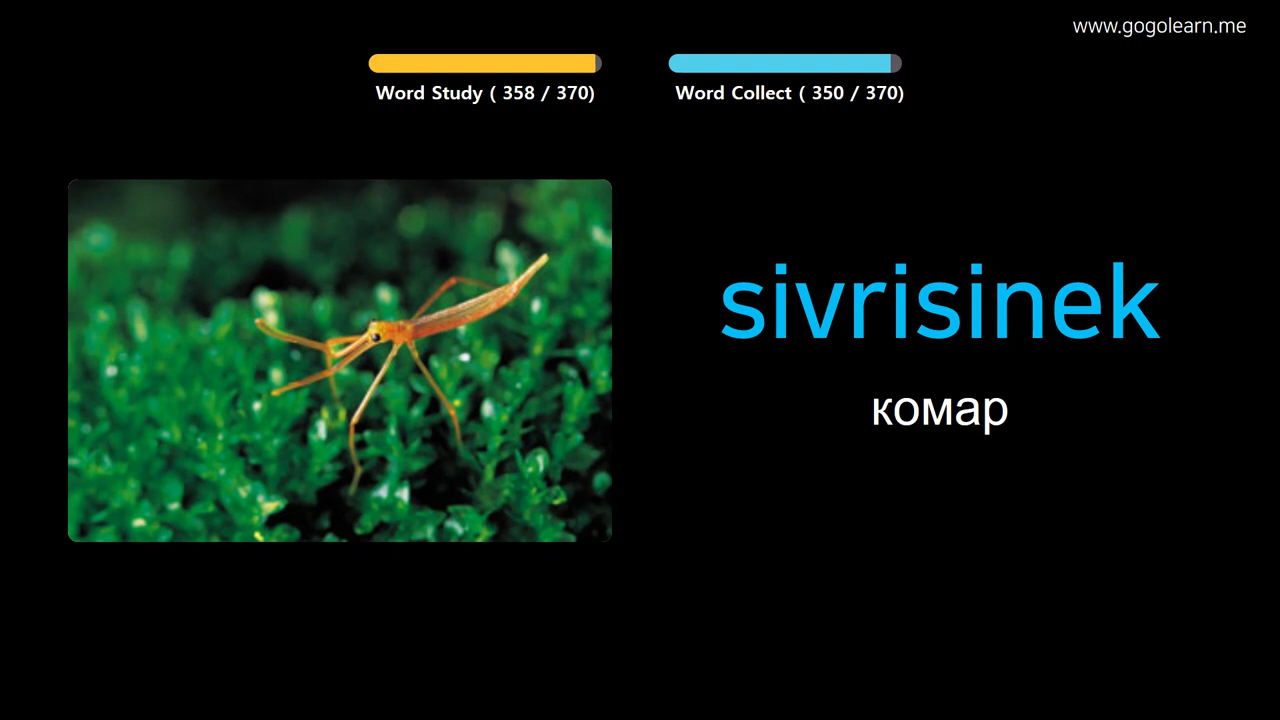 www.gogolearn.me
Word Study ( 358 / 370)
Word Collect ( 350 / 370)
sivrisinek
комар